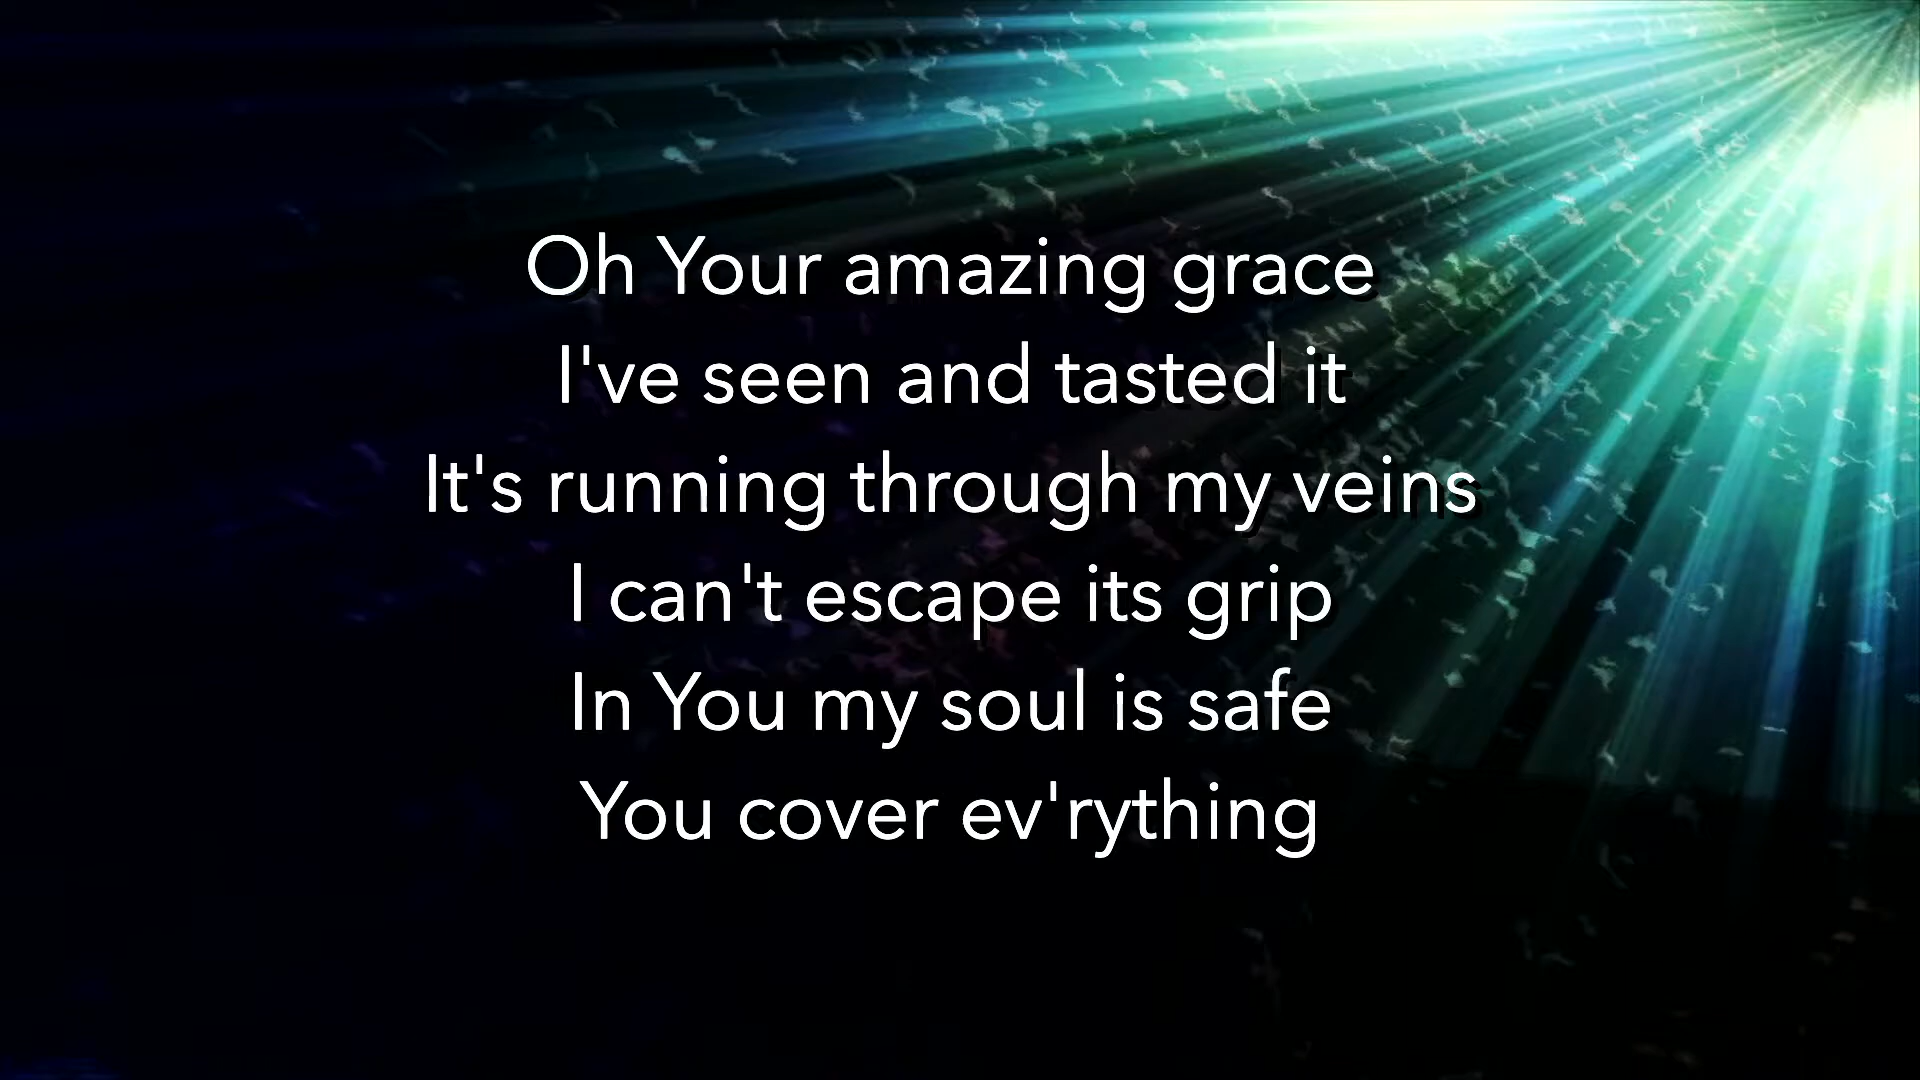 Oh Your amazing grace
I've seen and tasted it
It's running through my veins
I can't escape its grip
In You my soul is safe
You cover ev'rything